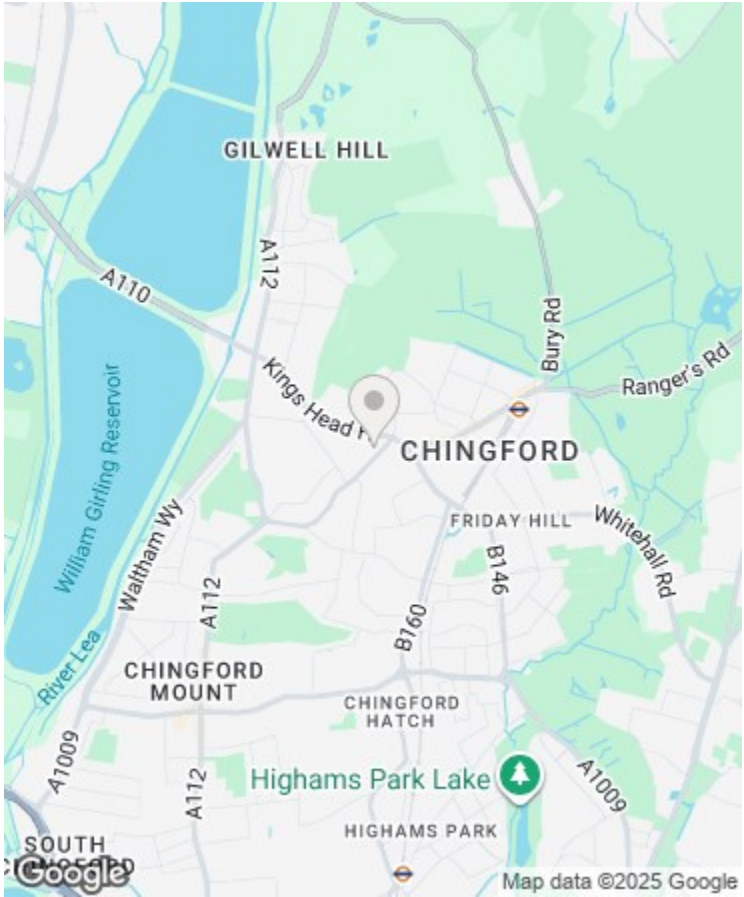 GILWELL HILL
A112
A110
Bury Rd
Ranger's Rd
Kings Head
CHINGFORD
William Girling Reservoir
FRIDAY HILL
Whitehall Rd
Waltham Wy
B146
A112
B160
River Lea
CHINGFORD
MOUNT
CHINGFORD
HATCH
A1009
Highams Park Lake
A1009
A112
HIGHAMS PARK
SOUTH
CHINGFORD
Google
Map data ©2025 Google